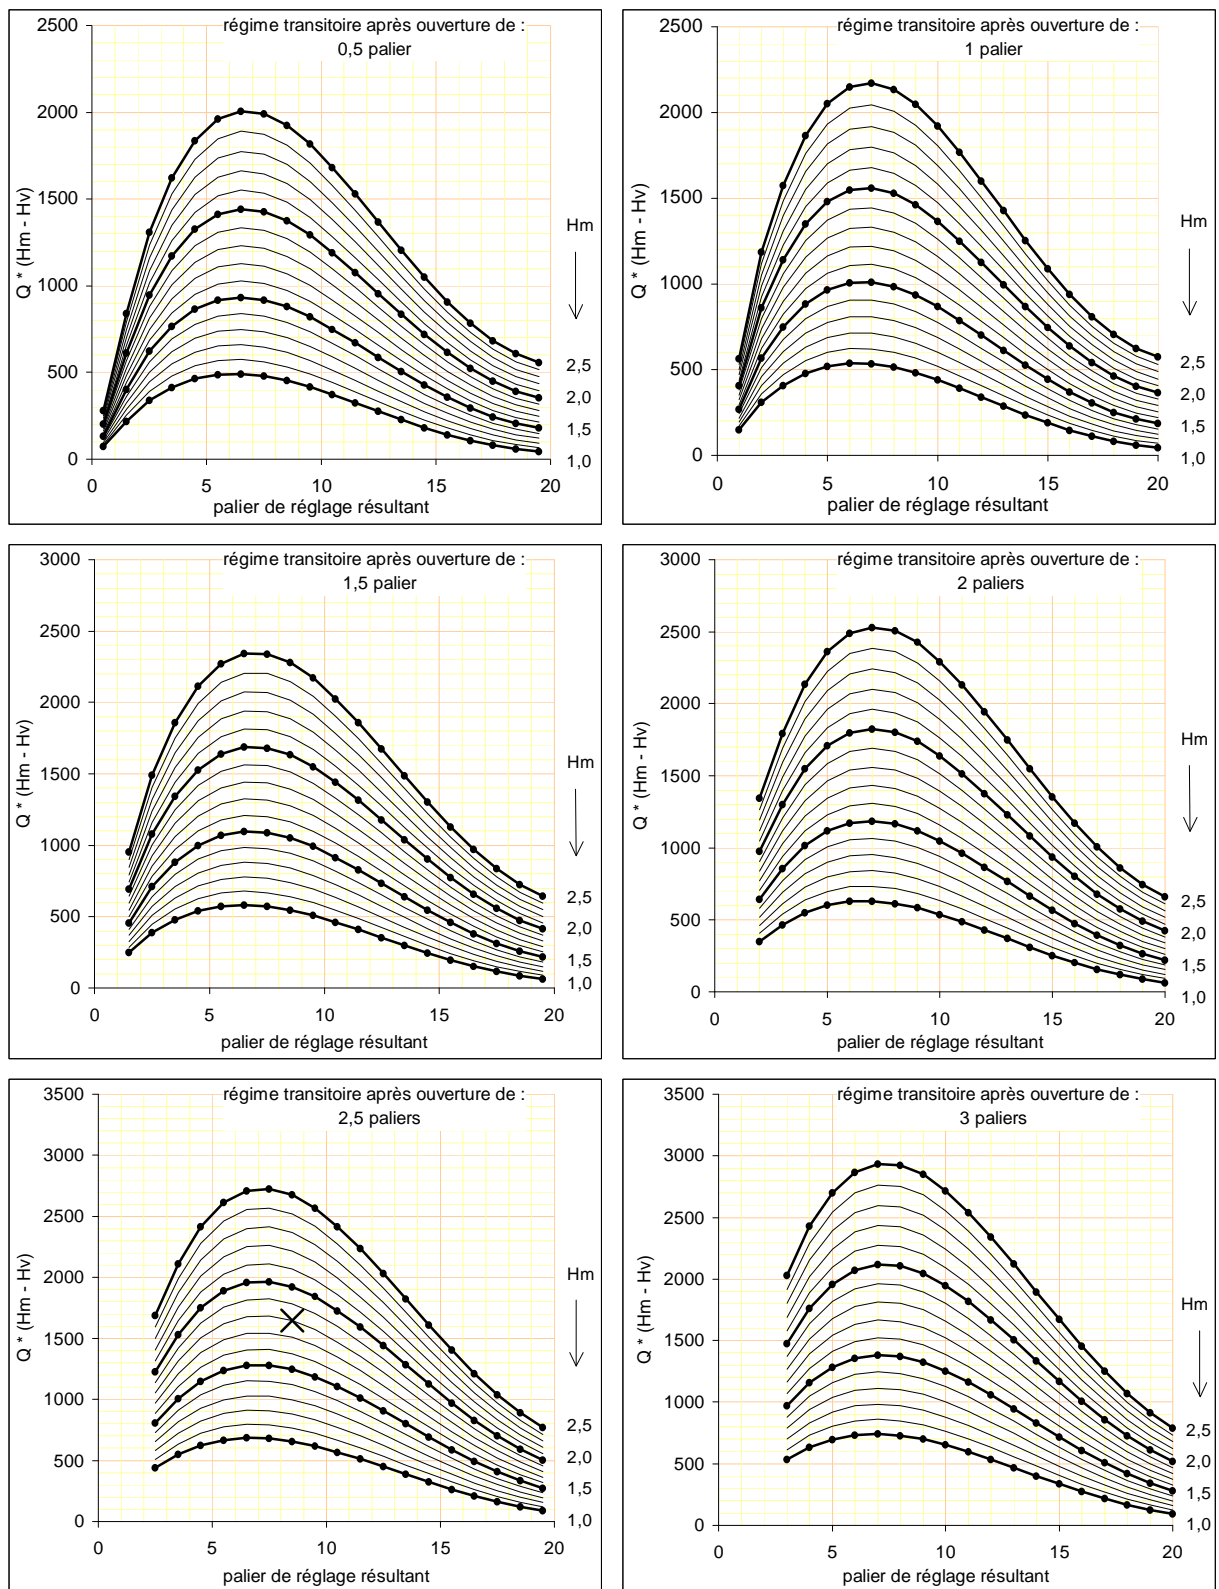 régime transitoire après ouverture de :
0,5 palier
2500
2000
1500
1000
500
0
Q * (Hm - Hv)
Hm
2,5
2,0
1,5
1,0
0 5 10 15 20
palier de réglage résultant
régime transitoire après ouverture de :
1 palier
2500
2000
1500
1000
500
0
Q * (Hm - Hv)
Hm
2,5
2,0
1,5
1,0
0 5 10 15 20
palier de réglage résultant
régime transitoire après ouverture de :
1,5 palier
3000
2500
2000
1500
1000
500
0
Q * (Hm - Hv)
Hm
2,5
2,0
1,5
1,0
0 5 10 15 20
palier de réglage résultant
régime transitoire après ouverture de :
2 paliers
3000
2500
2000
1500
1000
500
0
Q * (Hm - Hv)
Hm
2,5
2,0
1,5
1,0
0 5 10 15 20
palier de réglage résultant
régime transitoire après ouverture de :
2,5 paliers
3500
3000
2500
2000
1500
1000
500
0
Q * (Hm - Hv)
Hm
2,5
2,0
1,5
1,0
0 5 10 15 20
palier de réglage résultant
régime transitoire après ouverture de :
3 paliers
3500
3000
2500
2000
1500
1000
500
0
Q * (Hm - Hv)
Hm
2,5
2,0
1,5
1,0
0 5 10 15 20
palier de réglage résultant